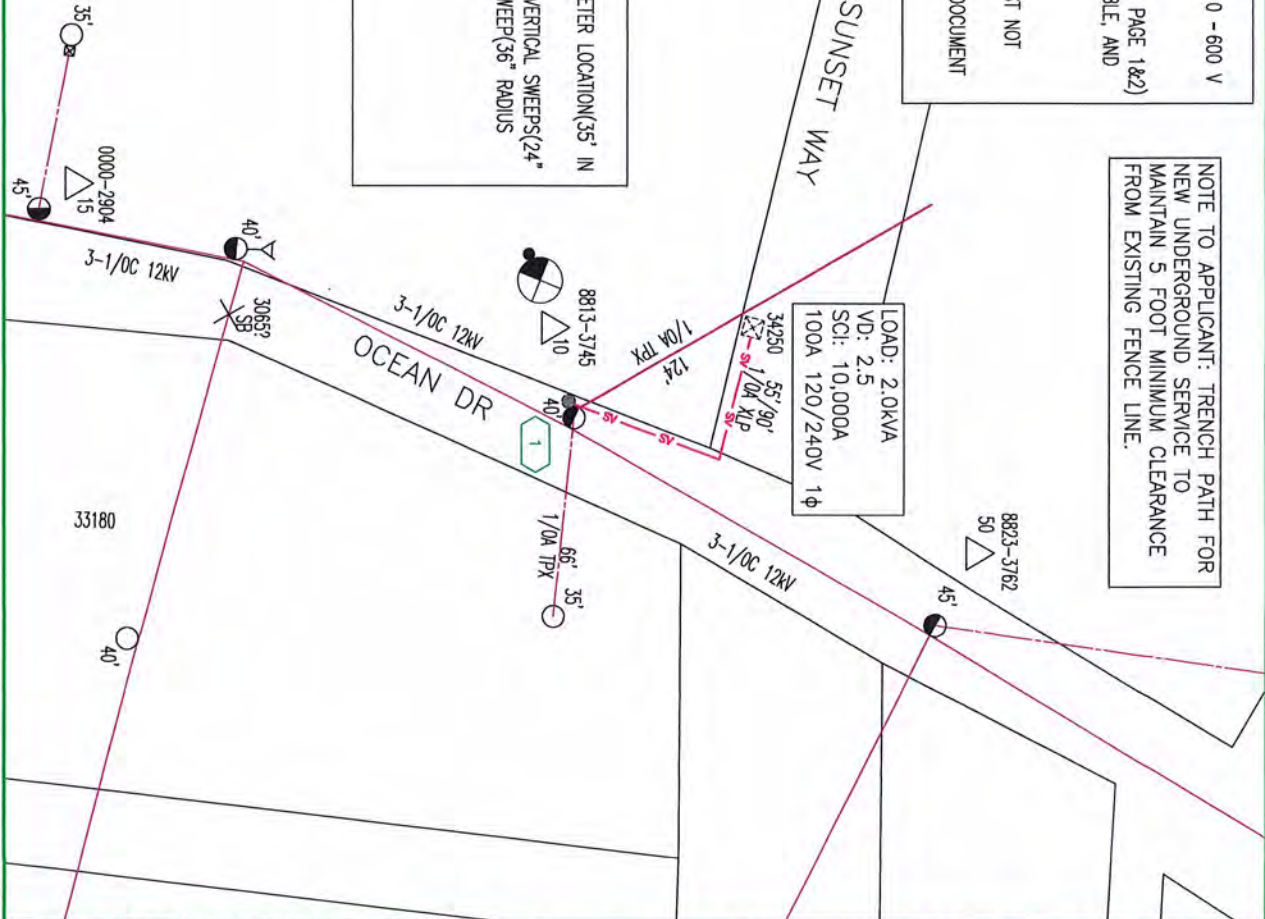 0 - 600 V
PAGE 1&2)
BLE, AND
ST NOT
DOCUMENT
NOTE TO APPLICANT: TRENCH PATH FOR
NEW UNDERGROUND SERVICE TO
MAINTAIN 5 FOOT MINIMUM CLEARANCE
FROM EXISTING FENCE LINE.
SUNSET WAY
ETER LOCATION(35' IN
VERTICAL SWEEPS(24"
WEEP(36" RADIUS
LOAD: 2.0KVA
VD: 2.5
SCI: 10,000A
100A 120/240V 1ϕ
34250
55'/90'
1/0A XLP
SV
SV
SV
SV
124'
1/0A TPX
8823-3762
50
45'
3-1/0C 12kV
8813-3745
10
40'
1
66'
1/0A TPX
35'
3-1/0C 12kV
OCEAN DR
40'
3065?
SB
3-1/0C 12kV
0000-2904
15
45'
35'
33180
40'